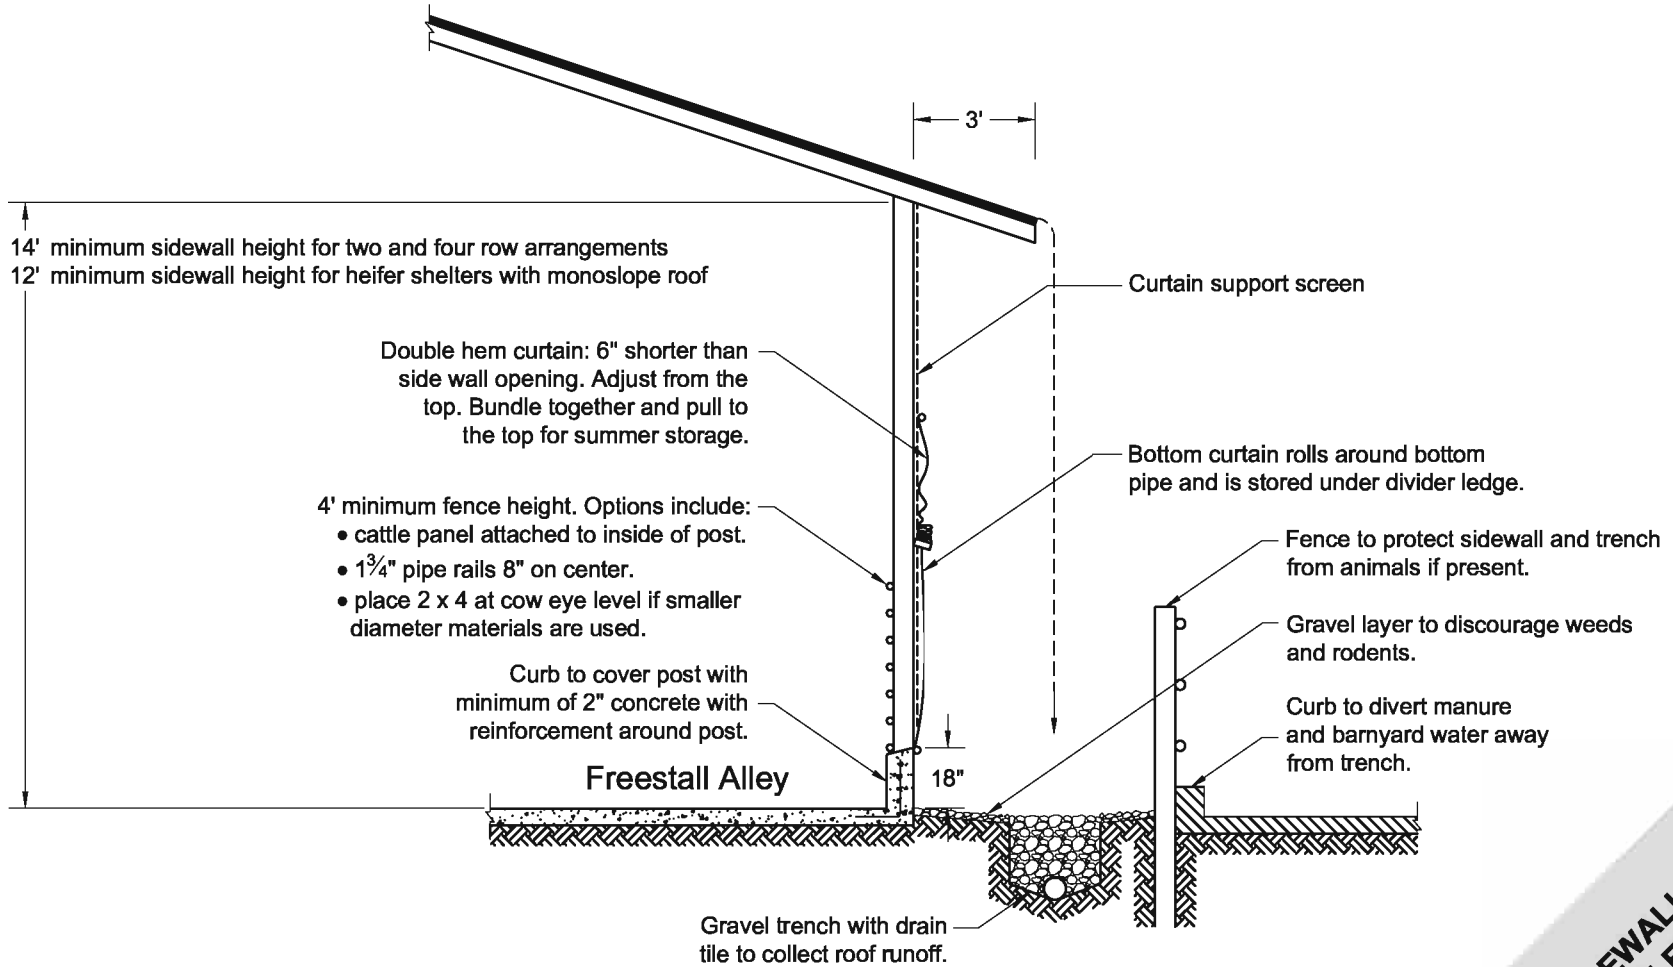 3'
14' minimum sidewall height for two and four row arrangements
12' minimum sidewall height for heifer shelters with monoslope roof
Curtain support screen
Double hem curtain: 6" shorter than
side wall opening. Adjust from the
top. Bundle together and pull to
the top for summer storage.
Bottom curtain rolls around bottom
pipe and is stored under divider ledge.
4' minimum fence height. Options include:
• cattle panel attached to inside of post.
• 1¾" pipe rails 8" on center.
• place 2 x 4 at cow eye level if smaller
diameter materials are used.
Fence to protect sidewall and trench
from animals if present.
Gravel layer to discourage weeds
and rodents.
Curb to cover post with
minimum of 2" concrete with
reinforcement around post.
Curb to divert manure
and barnyard water away
from trench.
Freestall Alley
18"
Gravel trench with drain
tile to collect roof runoff.